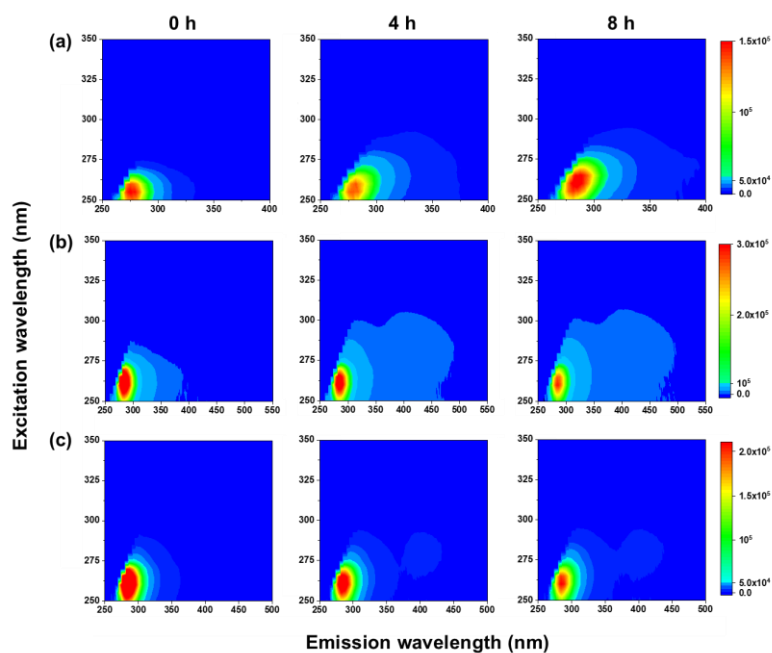 0 h 4 h 8 h
(a)
350 350 350 1.5x10⁵
325 325 325
300 300 300 10⁵
275 275 275
5.0x10⁴
250 250 250 0.0
250 300 350 400 250 300 350 400 250 300 350 400
(b)
350 350 350 3.0x10⁵
325 325 325
300 300 300 2.0x10⁵
275 275 275
10⁵
250 250 250 0.0
250 300 350 400 450 500 550 250 300 350 400 450 500 550 250 300 350 400 450 500 550
(c)
350 350 350 2.0x10⁵
325 325 325
1.5x10⁵
300 300 300
275 275 275
5.0x10⁴
250 250 250 0.0
250 300 350 400 450 500 250 300 350 400 450 500 250 300 350 400 450 500
Excitation wavelength (nm)
Emission wavelength (nm)